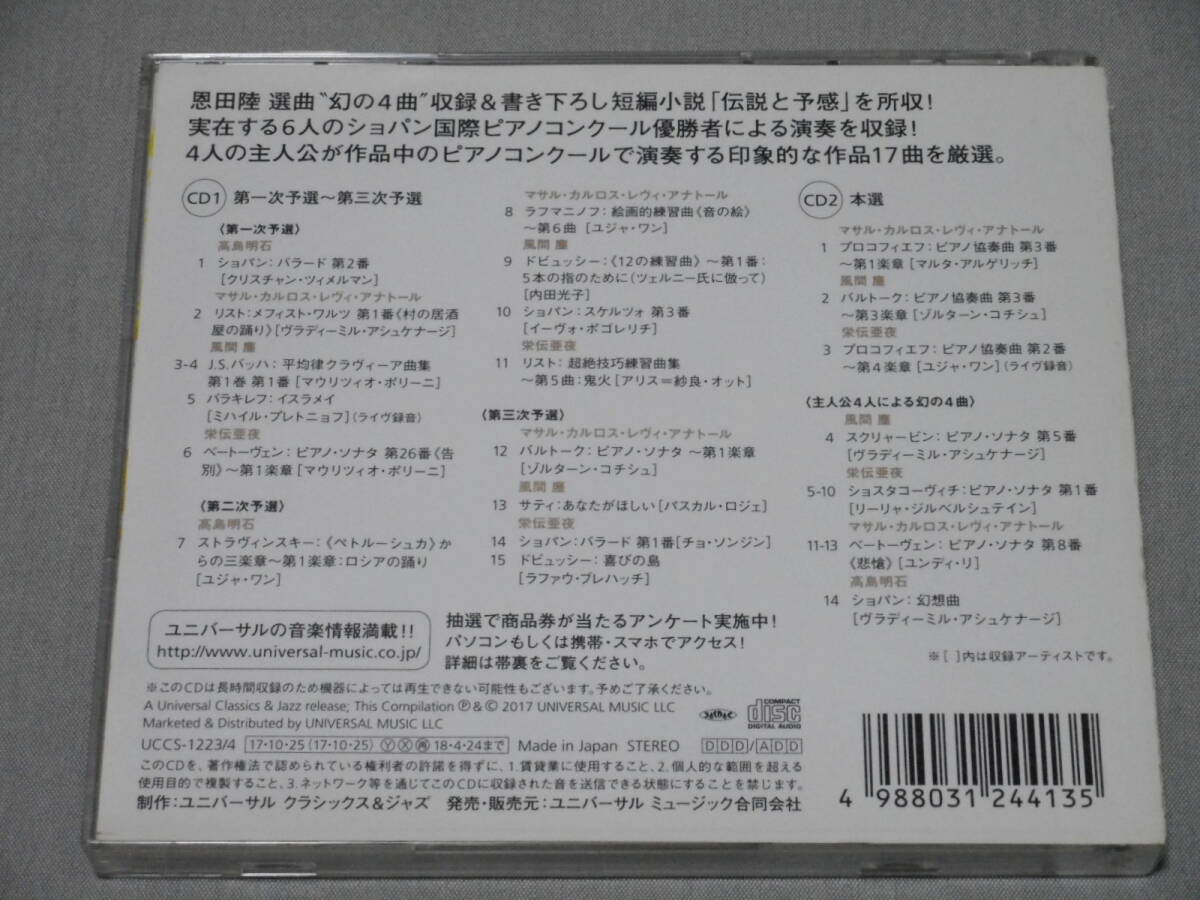 恩田陸 選曲“幻の4曲”収録＆書き下ろし短編小説「伝説と予感」を所収！
実在する6人のショパン国際ピアノコンクール優勝者による演奏を収録！
4人の主人公が作品中のピアノコンクールで演奏する印象的な作品17曲を厳選。
CD1 第一次予選～第三次予選
〈第一次予選〉
高島明石
1 ショパン：バラード 第2番
[クリスチャン・ツィメルマン]
マサル・カルロス・レヴィ・アナトール
2 リスト：メフィスト・ワルツ 第1番《村の居酒
屋の踊り》[ヴラディーミル・アシュケナージ]
風間 塵
3-4 J.S.バッハ：平均律クラヴィーア曲集
第1巻 第1番 [マウリツィオ・ポリーニ]
5 バラキレフ：イスラメイ
[ミハイル・プレトニョフ](ライヴ録音)
栄伝亜夜
6 ベートーヴェン：ピアノ・ソナタ 第26番《告
別》～第1楽章 [マウリツィオ・ポリーニ]
〈第二次予選〉
高島明石
7 ストラヴィンスキー：《ペトルーシュカ》か
らの三楽章～第1楽章：ロシアの踊り
[ユジャ・ワン]
マサル・カルロス・レヴィ・アナトール
8 ラフマニノフ：絵画的練習曲《音の絵》
～第6曲 [ユジャ・ワン]
風間 塵
9 ドビュッシー：《12の練習曲》～第1番：
5本の指のために(ツェルニー氏に倣って)
[内田光子]
10 ショパン：スケルツォ 第3番
[イーヴォ・ポゴレリチ]
栄伝亜夜
11 リスト：超絶技巧練習曲集
～第5曲：鬼火 [アリス＝紗良・オット]
〈第三次予選〉
マサル・カルロス・レヴィ・アナトール
12 バルトーク：ピアノ・ソナタ ～第1楽章
[ゾルターン・コチシュ]
風間 塵
13 サティ：あなたがほしい [パスカル・ロジェ]
栄伝亜夜
14 ショパン：バラード 第1番[チョ・ソンジン]
15 ドビュッシー：喜びの島
[ラファウ・ブレハッチ]
CD2 本選
マサル・カルロス・レヴィ・アナトール
1 プロコフィエフ：ピアノ協奏曲 第3番
～第1楽章 [マルタ・アルゲリッチ]
風間 塵
2 バルトーク：ピアノ協奏曲 第3番
～第3楽章 [ゾルターン・コチシュ]
栄伝亜夜
3 プロコフィエフ：ピアノ協奏曲 第2番
～第4楽章 [ユジャ・ワン](ライヴ録音)
〈主人公4人による幻の4曲〉
風間 塵
4 スクリャービン：ピアノ・ソナタ 第5番
[ヴラディーミル・アシュケナージ]
栄伝亜夜
5-10 ショスタコーヴィチ：ピアノ・ソナタ 第1番
[リーリャ・ジルベルシュテイン]
マサル・カルロス・レヴィ・アナトール
11-13 ベートーヴェン：ピアノ・ソナタ 第8番
《悲愴》[ユンディ・リ]
高島明石
14 ショパン：幻想曲
[ヴラディーミル・アシュケナージ]
※[ ]内は収録アーティストです。
ユニバーサルの音楽情報満載!!
http://www.universal-music.co.jp/
抽選で商品券が当たるアンケート実施中！
パソコンもしくは携帯・スマホでアクセス！
詳細は帯裏をご覧ください。
※このCDは長時間収録のため機器によっては再生できない可能性もございます。予めご了承ください。
A Universal Classics & Jazz release; This Compilation ℗&© 2017 UNIVERSAL MUSIC LLC
Marketed & Distributed by UNIVERSAL MUSIC LLC
JASRAC
COMPACT disc DIGITAL AUDIO
UCCS-1223/4 17・10・25 (17・10・25) Ⓨ Ⓧ ㊢ 18・4・24まで Made in Japan STEREO DDD/ADD
このCDを、著作権法で認められている権利者の許諾を得ずに、1.賃貸業に使用すること、2.個人的な範囲を超える
使用目的で複製すること、3.ネットワーク等を通じてこのCDに収録された音を送信できる状態にすることを禁じます。
制作：ユニバーサル クラシックス＆ジャズ 発売・販売元：ユニバーサル ミュージック合同会社
4 988031 244135